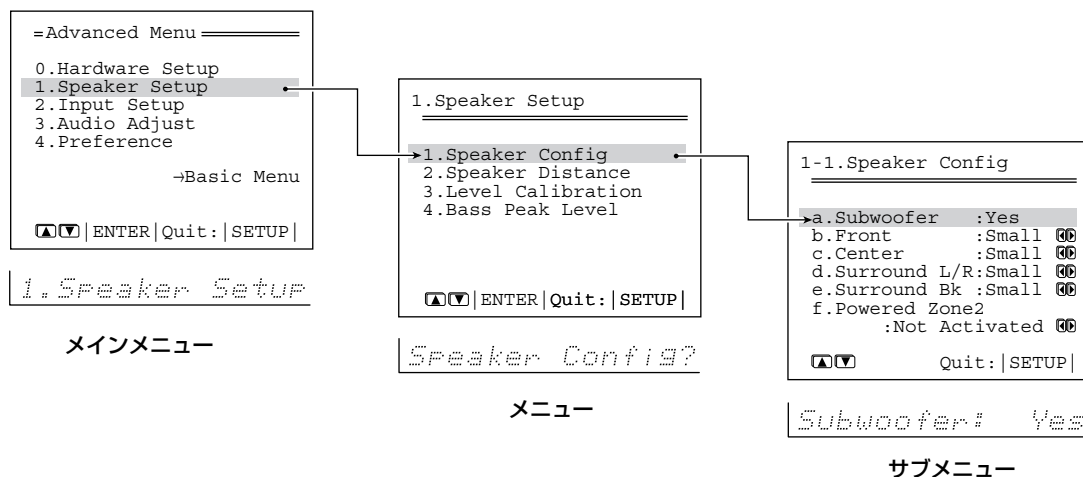 =Advanced Menu
0.Hardware Setup
1.Speaker Setup
2.Input Setup
3.Audio Adjust
4.Preference
→Basic Menu
▲▼|ENTER|Quit:|SETUP|
1.Speaker Setup
メインメニュー
1.Speaker Setup
1.Speaker Config
2.Speaker Distance
3.Level Calibration
4.Bass Peak Level
▲▼|ENTER|Quit:|SETUP|
Speaker Config?
メニュー
1-1.Speaker Config
a.Subwoofer :Yes
b.Front :Small ◀▶
c.Center :Small ◀▶
d.Surround L/R:Small ◀▶
e.Surround Bk :Small ◀▶
f.Powered Zone2
:Not Activated ◀▶
▲▼ Quit:|SETUP|
Subwoofer: Yes
サブメニュー